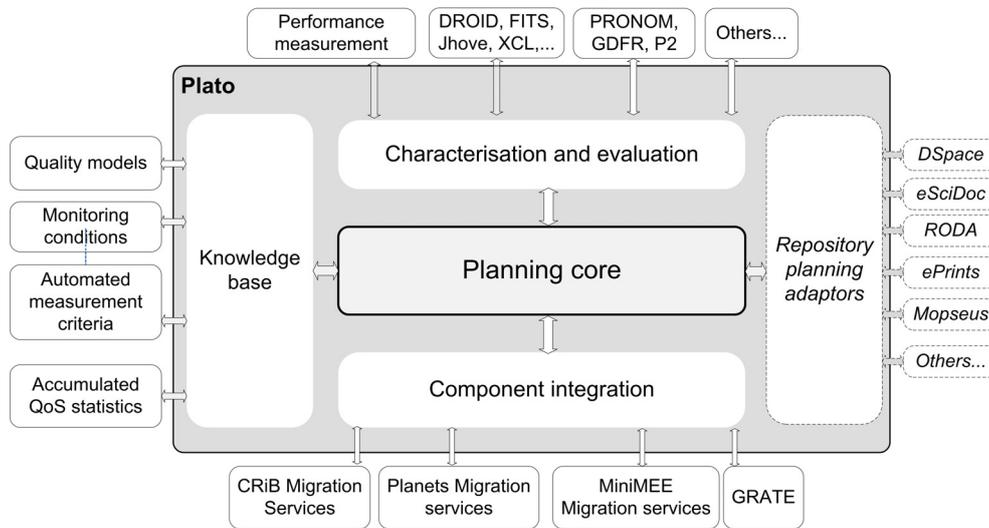 Performance
measurement
DROID, FITS,
Jhove, XCL,...
PRONOM,
GDFR, P2
Others...
Plato
Quality models
Monitoring
conditions
Automated
measurement
criteria
Accumulated
QoS statistics
Knowledge
base
Characterisation and evaluation
Planning core
Component integration
Repository
planning
adaptors
DSpace
eSciDoc
RODA
ePrints
Mopseus
Others...
CRiB Migration
Services
Planets Migration
services
MiniMEE
Migration services
GRATE